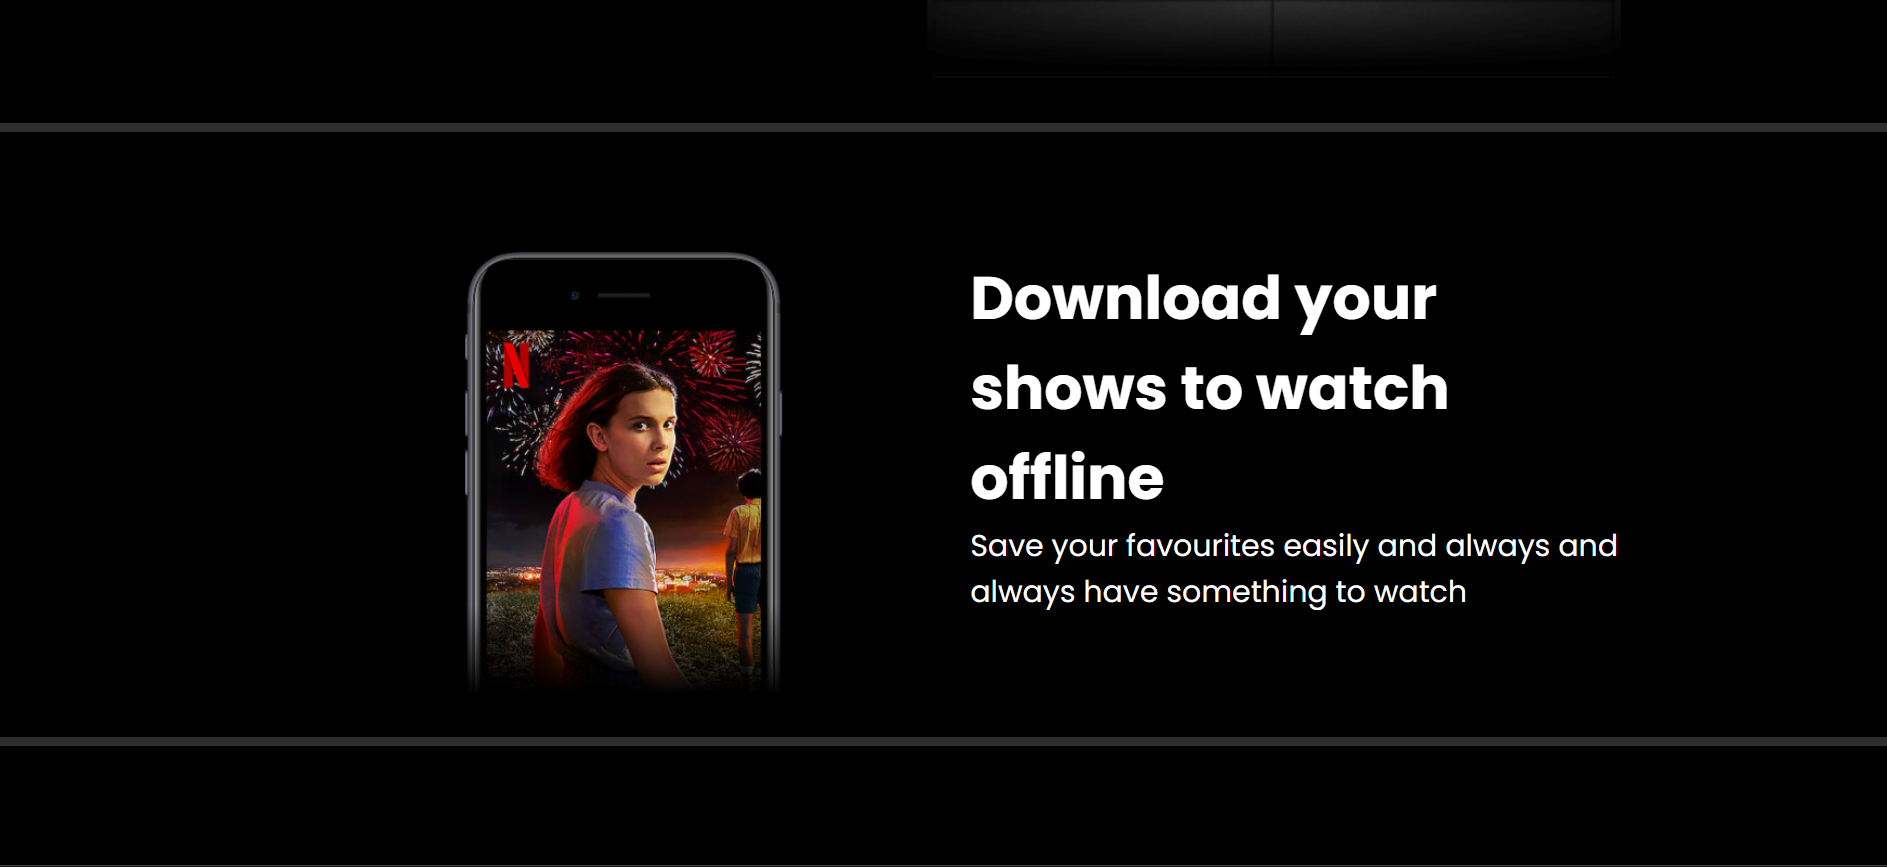 N
Download your
shows to watch
offline
Save your favourites easily and always and
always have something to watch